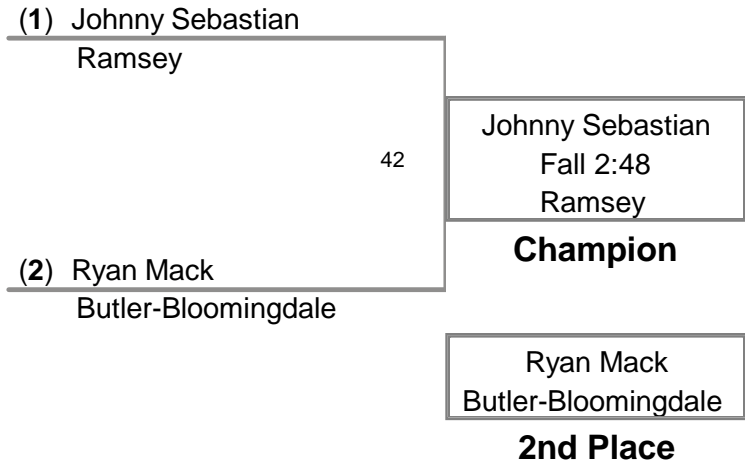 (1) Johnny Sebastian
Ramsey
42
Johnny Sebastian
Fall 2:48
Ramsey
Champion
(2) Ryan Mack
Butler-Bloomingdale
Ryan Mack
Butler-Bloomingdale
2nd Place